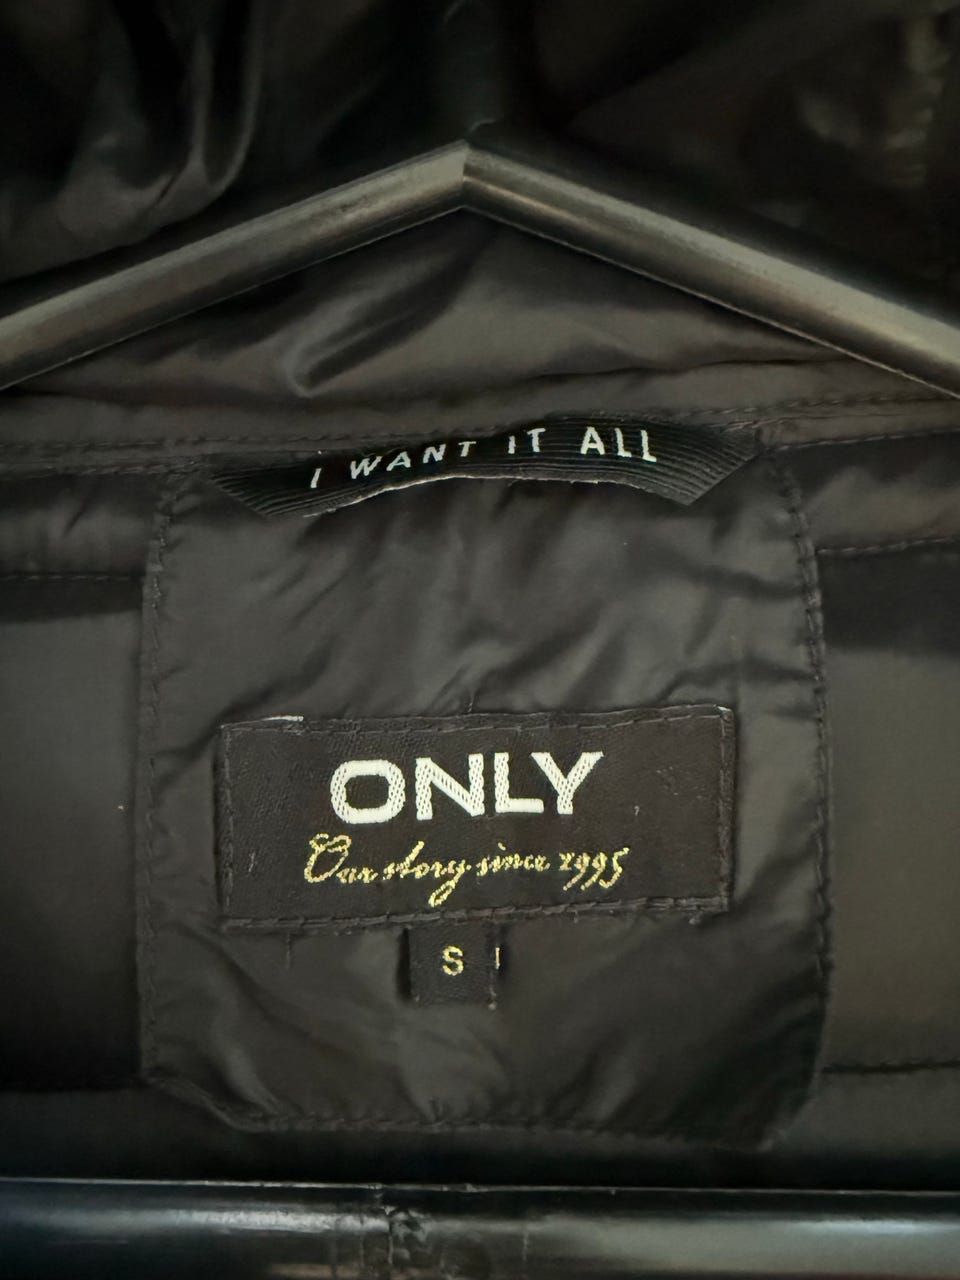 I WANT IT ALL
ONLY
Our story since 1995
S